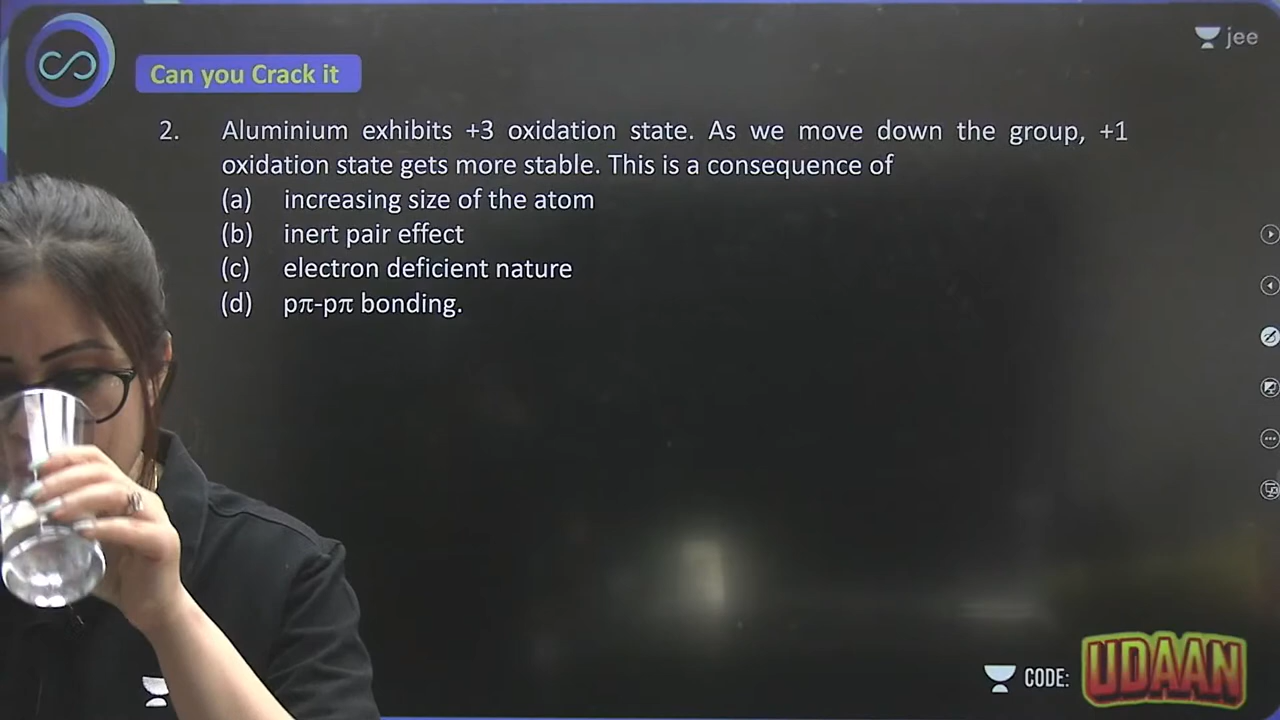 jee
Can you Crack it
2. Aluminium exhibits +3 oxidation state. As we move down the group, +1
oxidation state gets more stable. This is a consequence of
(a) increasing size of the atom
(b) inert pair effect
(c) electron deficient nature
(d) pπ-pπ bonding.
CODE: UDAAN